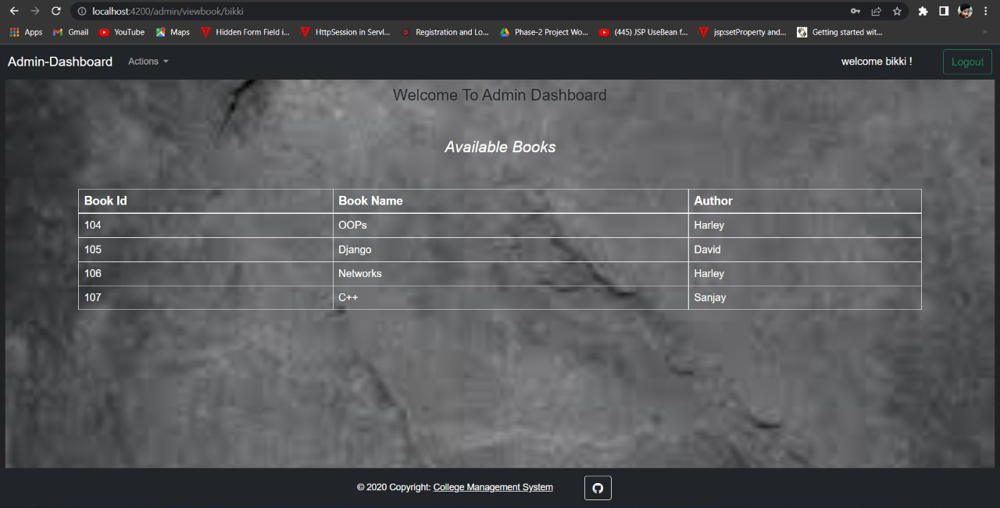 localhost:4200/admin/viewbook/bikki
Apps Gmail YouTube Maps Hidden Form Field i... HttpSession in Servl... Registration and Lo... Phase-2 Project Wo... (445) JSP UseBean f... jsp:setProperty and... Getting started wit... »
Admin-Dashboard Actions welcome bikki ! Logout
Welcome To Admin Dashboard
Available Books
Book Id Book Name Author
104 OOPs Harley
105 Django David
106 Networks Harley
107 C++ Sanjay
© 2020 Copyright: College Management System